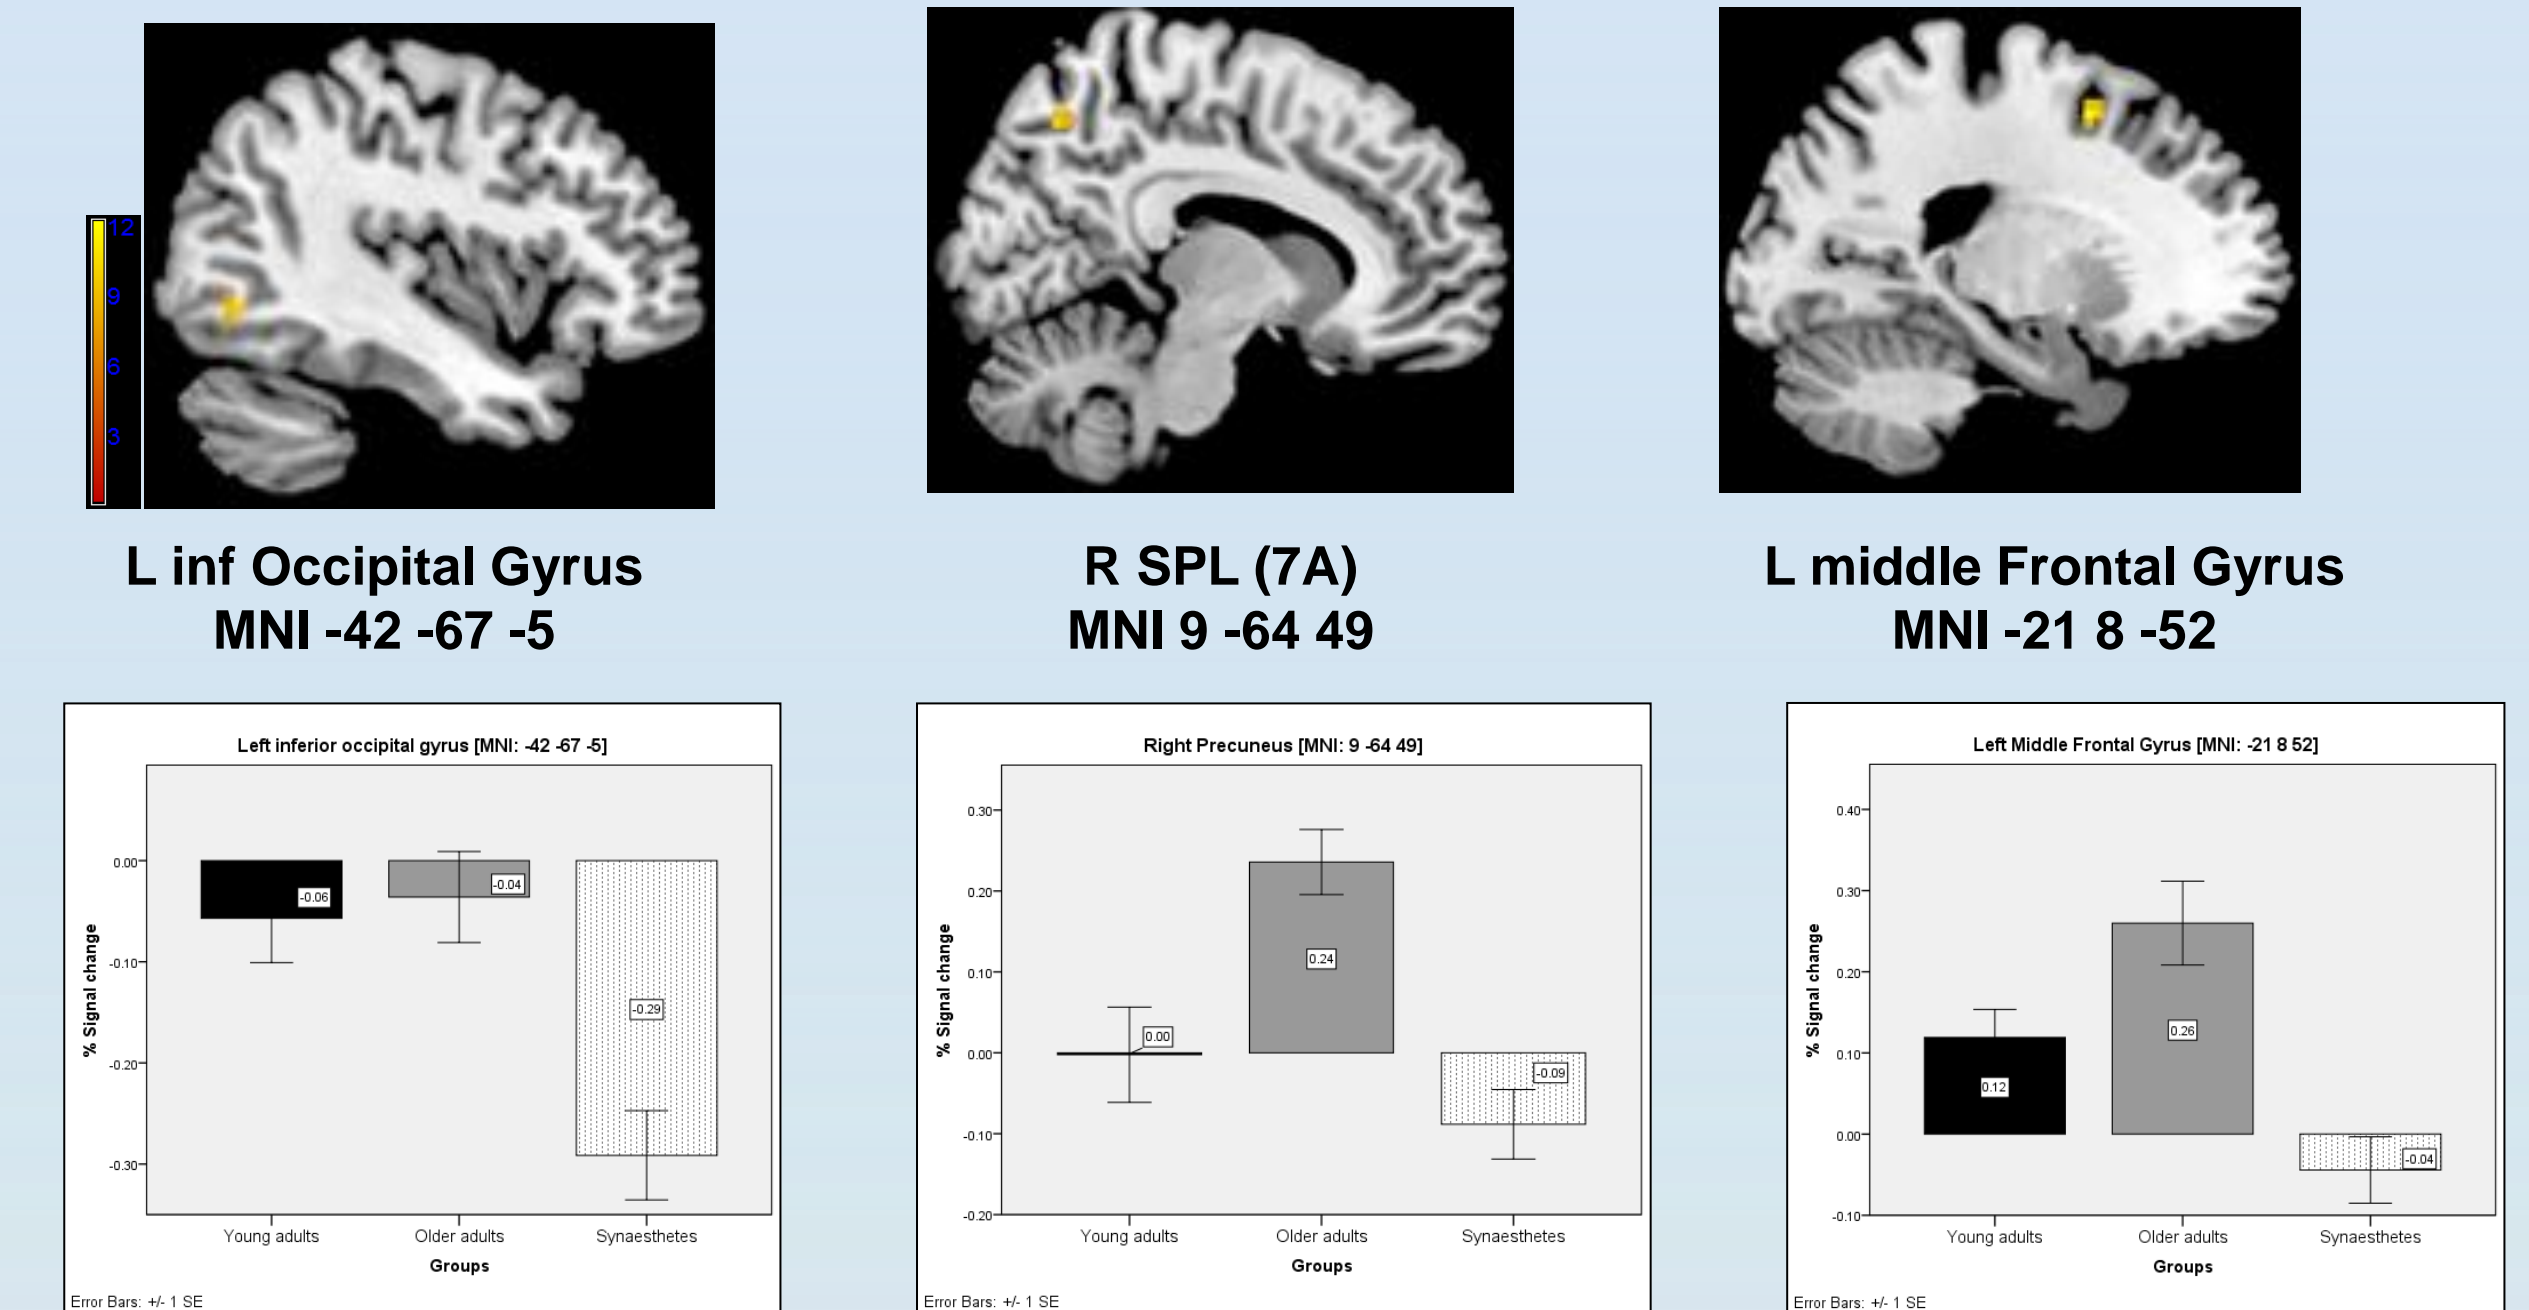 12
9
6
3
L inf Occipital Gyrus
MNI -42 -67 -5
R SPL (7A)
MNI 9 -64 49
L middle Frontal Gyrus
MNI -21 8 -52
Left inferior occipital gyrus [MNI: -42 -67 -5]
% Signal change
0.00
-0.10
-0.20
-0.30
-0.06
-0.04
-0.29
Young adults
Older adults
Synaesthetes
Groups
Error Bars: +/- 1 SE
Right Precuneus [MNI: 9 -64 49]
% Signal change
0.30
0.20
0.10
0.00
-0.10
-0.20
0.00
0.24
-0.09
Young adults
Older adults
Synaesthetes
Groups
Error Bars: +/- 1 SE
Left Middle Frontal Gyrus [MNI: -21 8 52]
% Signal change
0.40
0.30
0.20
0.10
0.00
-0.10
0.12
0.26
-0.04
Young adults
Older adults
Synaesthetes
Groups
Error Bars: +/- 1 SE